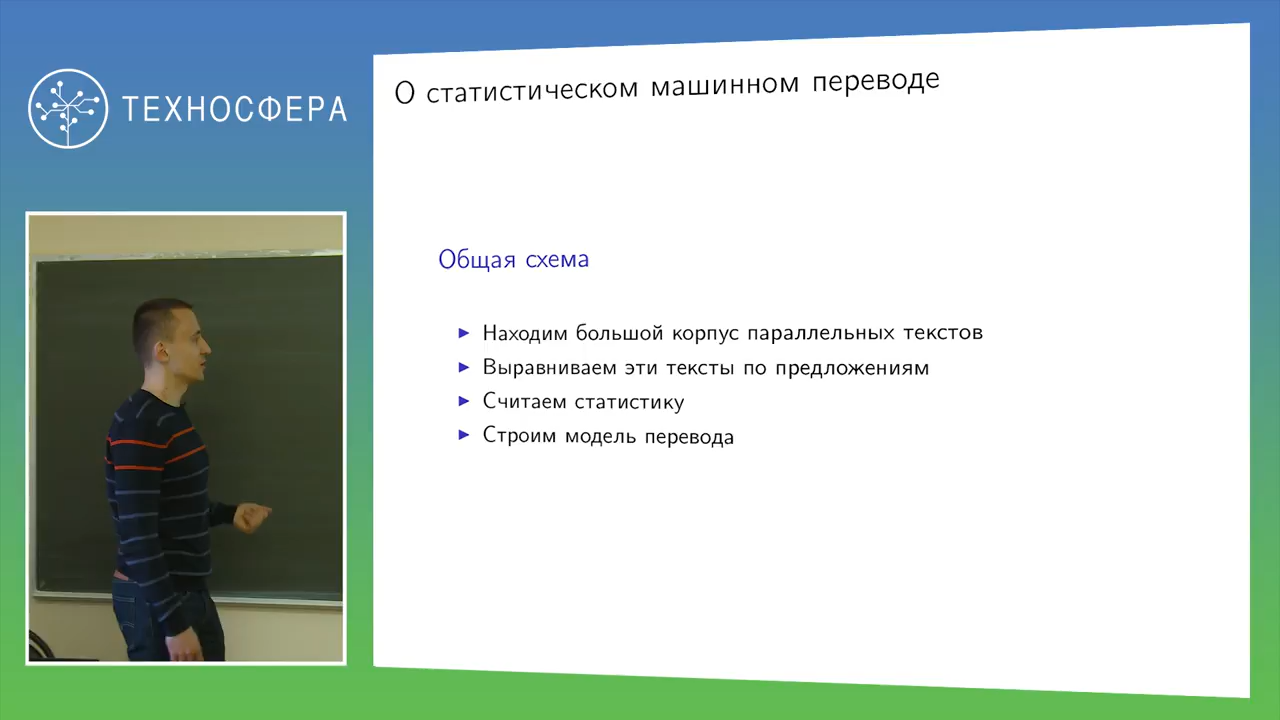 ТЕХНОСФЕРА
О статистическом машинном переводе
Общая схема
Находим большой корпус параллельных текстов
Выравниваем эти тексты по предложениям
Считаем статистику
Строим модель перевода